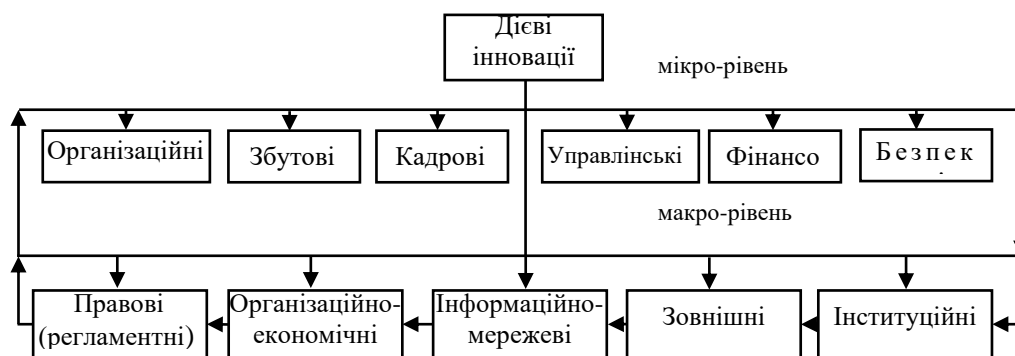 Дієві
інновації
мікро-рівень
Організаційні
Збутові
Кадрові
Управлінські
Фінансо
Безпек
макро-рівень
Правові
(регламентні)
Організаційно-
економічні
Інформаційно-
мережеві
Зовнішні
Інституційні